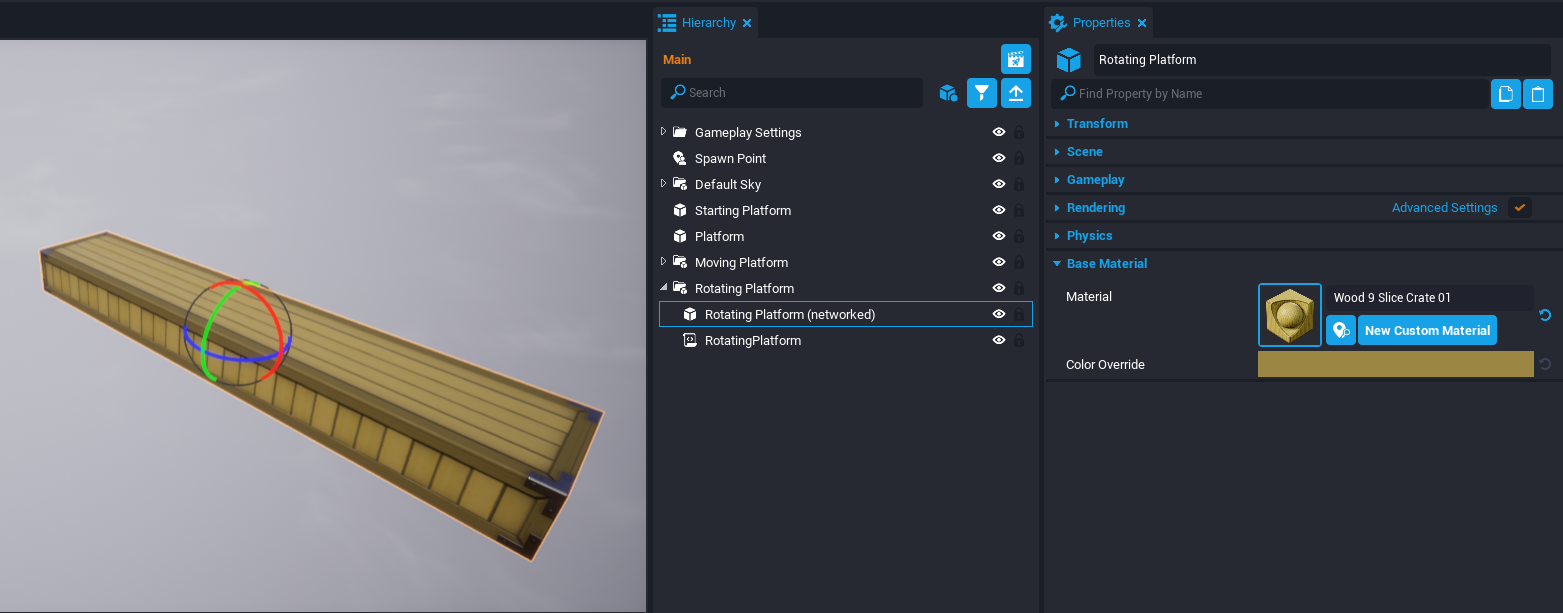 Hierarchy
Main
Search
Gameplay Settings
Spawn Point
Default Sky
Starting Platform
Platform
Moving Platform
Rotating Platform
Rotating Platform (networked)
RotatingPlatform
Properties
Rotating Platform
Find Property by Name
Transform
Scene
Gameplay
Rendering Advanced Settings
Physics
Base Material
Material Wood 9 Slice Crate 01
New Custom Material
Color Override